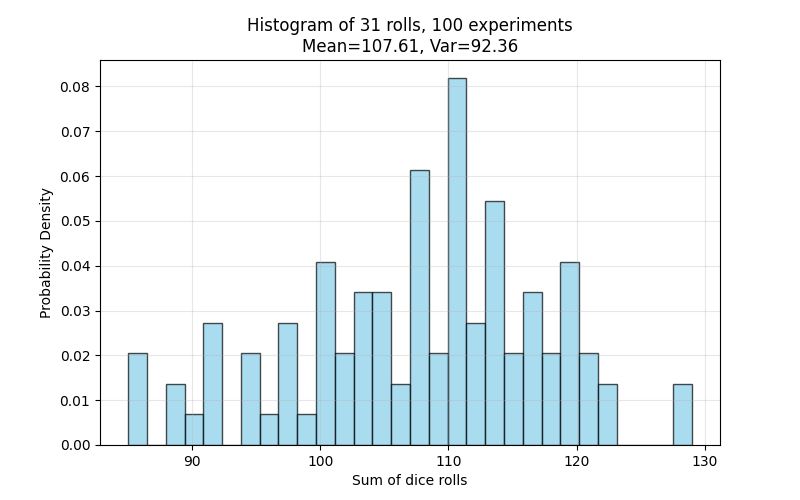 Histogram of 31 rolls, 100 experiments
Mean=107.61, Var=92.36
0.08
0.07
0.06
0.05
0.04
0.03
0.02
0.01
0.00
Probability Density
90 100 110 120 130
Sum of dice rolls